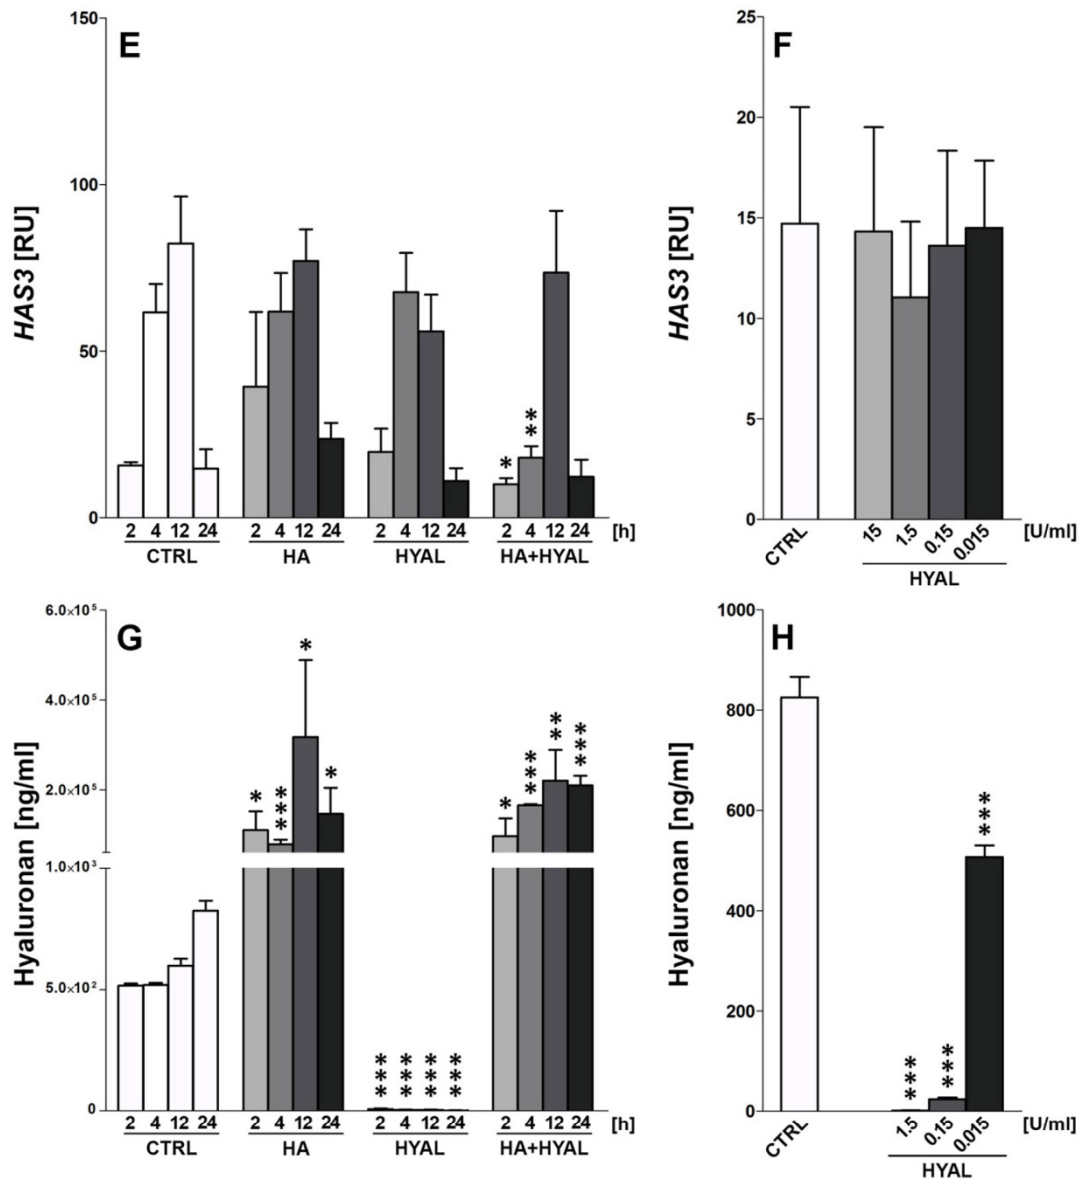 E
HAS3 [RU]
150
100
50
0
* **
2 4 12 24 2 4 12 24 2 4 12 24 2 4 12 24 [h]
CTRL HA HYAL HA+HYAL
F
HAS3 [RU]
25
20
15
10
5
0
CTRL 15 1.5 0.15 0.015 [U/ml]
HYAL
G
Hyaluronan [ng/ml]
6.0×10⁵
4.0×10⁵
2.0×10⁵
1.0×10³
5.0×10²
0
* *** * * *** *** *** *** * *** ** ***
2 4 12 24 2 4 12 24 2 4 12 24 2 4 12 24 [h]
CTRL HA HYAL HA+HYAL
H
Hyaluronan [ng/ml]
1000
800
600
400
200
0
*** *** ***
CTRL 1.5 0.15 0.015 [U/ml]
HYAL